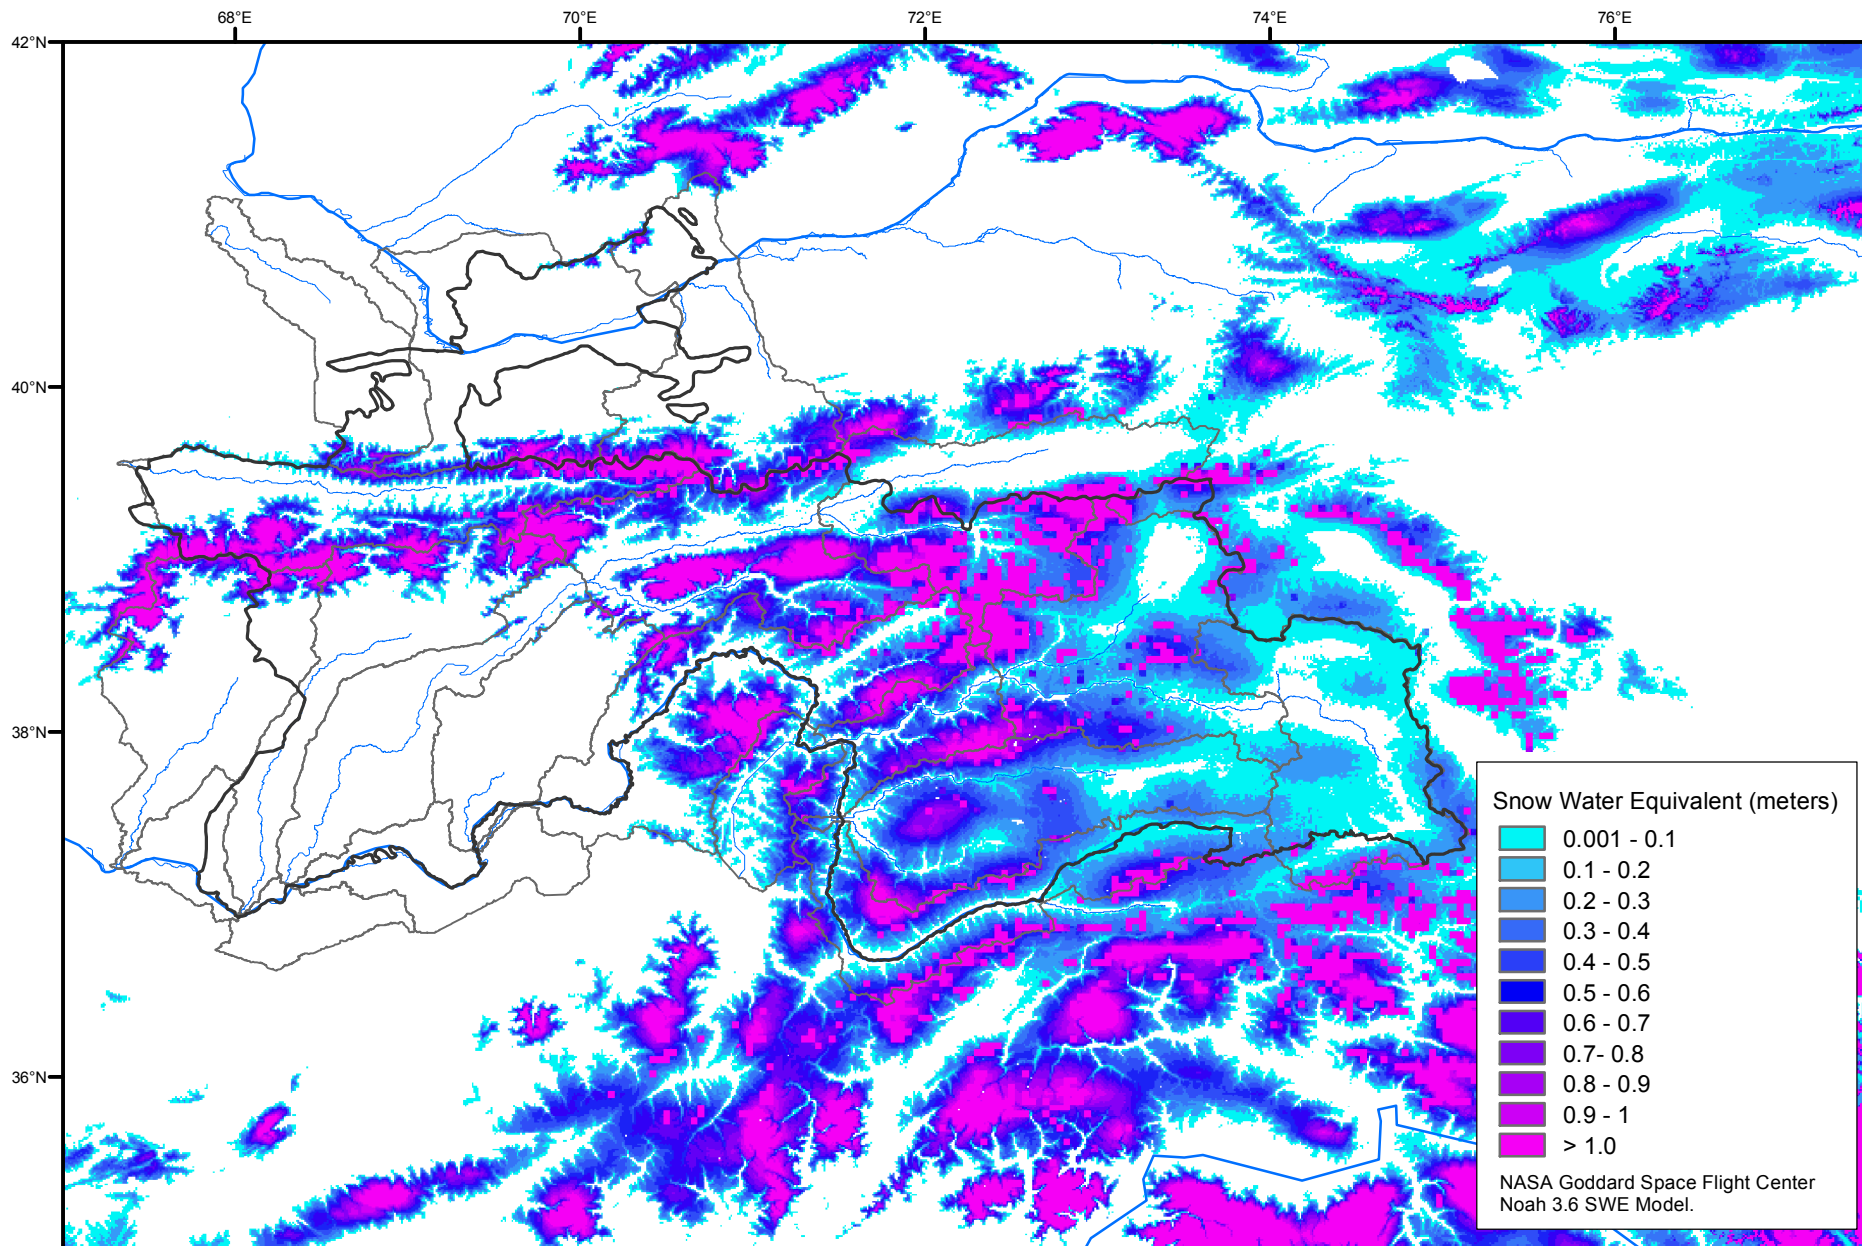 68°E 70°E 72°E 74°E 76°E
42°N
40°N
38°N
36°N
Snow Water Equivalent (meters)
0.001 - 0.1
0.1 - 0.2
0.2 - 0.3
0.3 - 0.4
0.4 - 0.5
0.5 - 0.6
0.6 - 0.7
0.7- 0.8
0.8 - 0.9
0.9 - 1
> 1.0
NASA Goddard Space Flight Center
Noah 3.6 SWE Model.